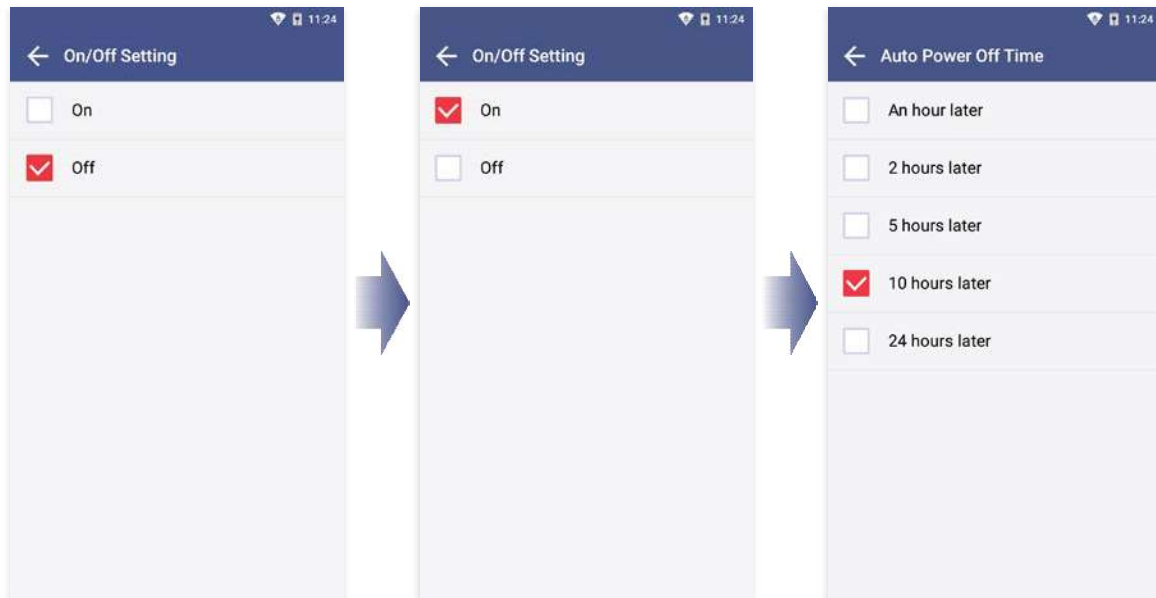 11:24
On/Off Setting
On
Off
11:24
On/Off Setting
On
Off
11:24
Auto Power Off Time
An hour later
2 hours later
5 hours later
10 hours later
24 hours later